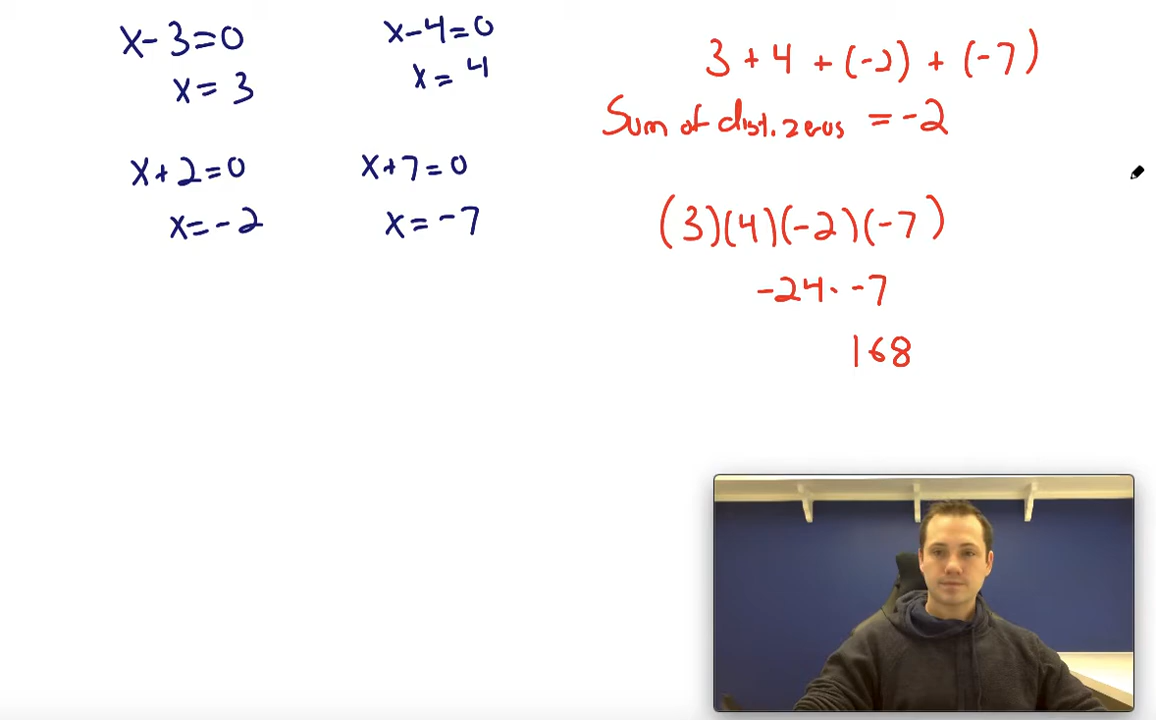 x-3=0
x=3
x-4=0
x=4
x+2=0
x=-2
x+7=0
x=-7
3+4+(-2)+(-7)
Sum of dist. zeros = -2
(3)(4)(-2)(-7)
-24· -7
168